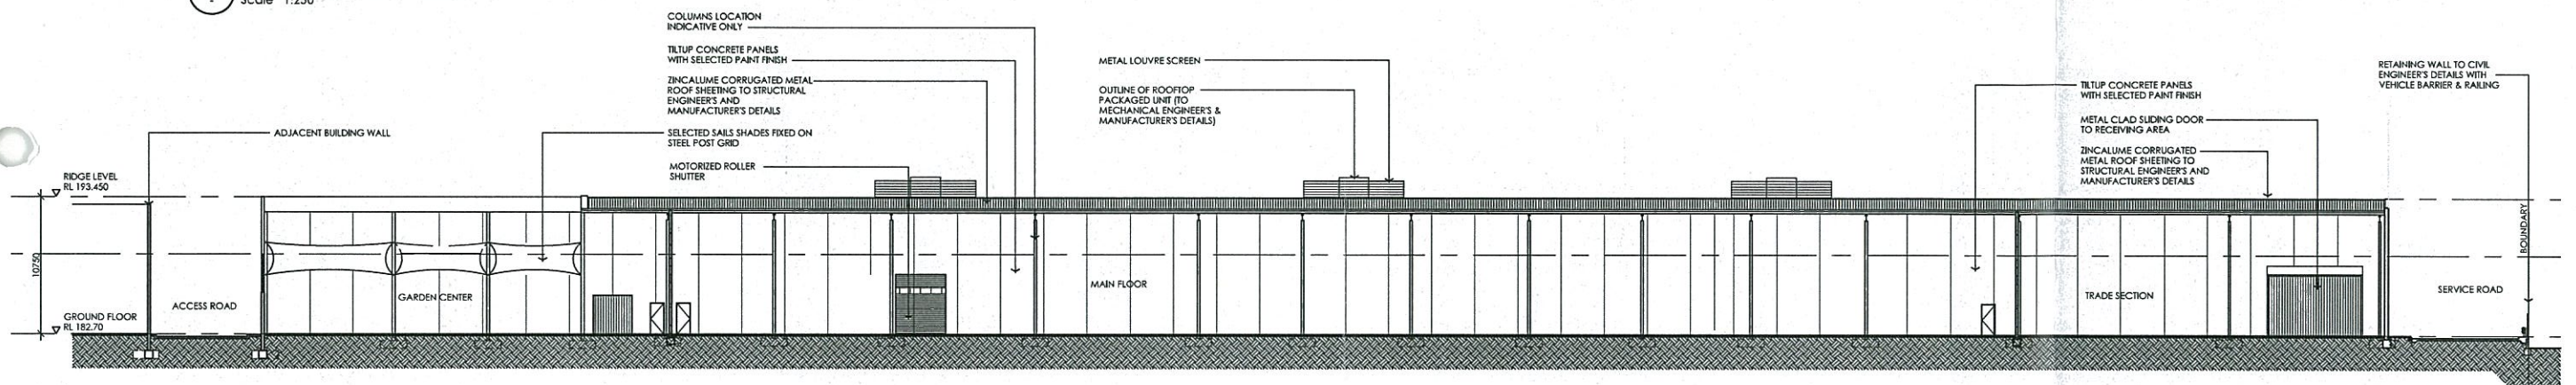 Scale 1:250
COLUMNS LOCATION
INDICATIVE ONLY
TILTUP CONCRETE PANELS
WITH SELECTED PAINT FINISH
ZINCALUME CORRUGATED METAL
ROOF SHEETING TO STRUCTURAL
ENGINEER'S AND
MANUFACTURER'S DETAILS
SELECTED SAILS SHADES FIXED ON
STEEL POST GRID
MOTORIZED ROLLER
SHUTTER
ADJACENT BUILDING WALL
METAL LOUVRE SCREEN
OUTLINE OF ROOFTOP
PACKAGED UNIT (TO
MECHANICAL ENGINEER'S &
MANUFACTURER'S DETAILS)
TILTUP CONCRETE PANELS
WITH SELECTED PAINT FINISH
METAL CLAD SLIDING DOOR
TO RECEIVING AREA
ZINCALUME CORRUGATED
METAL ROOF SHEETING TO
STRUCTURAL ENGINEER'S AND
MANUFACTURER'S DETAILS
RETAINING WALL TO CIVIL
ENGINEER'S DETAILS WITH
VEHICLE BARRIER & RAILING
RIDGE LEVEL
RL 193.450
10750
GROUND FLOOR
RL 182.70
ACCESS ROAD
GARDEN CENTER
MAIN FLOOR
TRADE SECTION
SERVICE ROAD
BOUNDARY